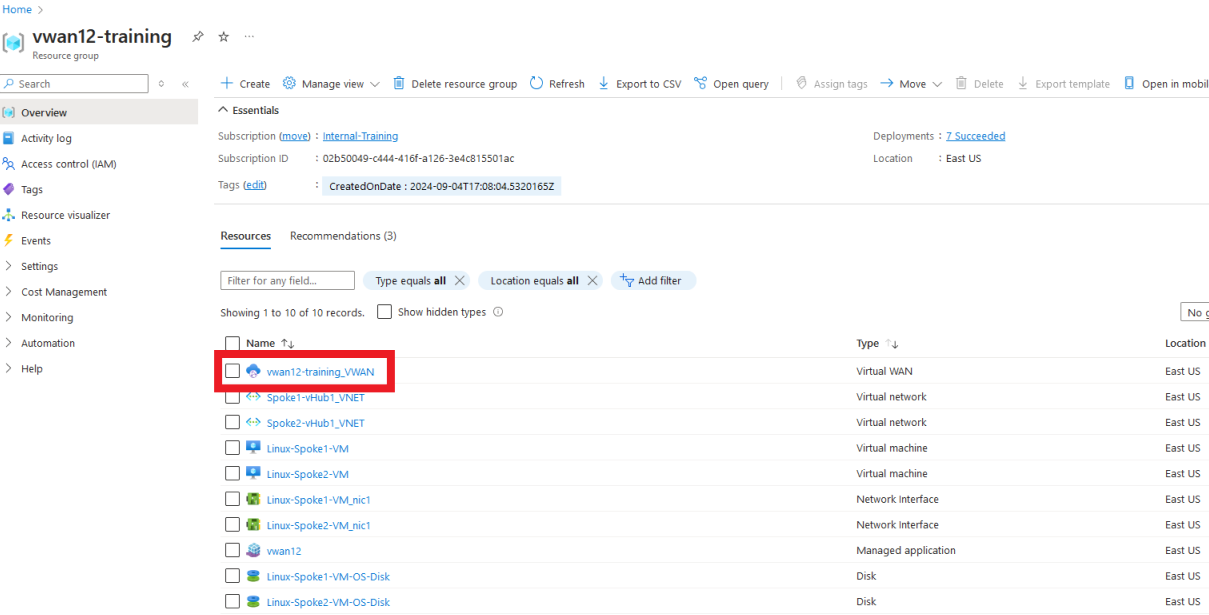 Home >
vwan12-training ...
Resource group
Search
Overview
Activity log
Access control (IAM)
Tags
Resource visualizer
Events
> Settings
> Cost Management
> Monitoring
> Automation
> Help
Create Manage view Delete resource group Refresh Export to CSV Open query Assign tags Move Delete Export template Open in mobil
Essentials
Subscription (move) : Internal-Training
Deployments : 7 Succeeded
Subscription ID : 02b50049-c444-416f-a126-3e4c815501ac
Location : East US
Tags (edit) : CreatedOnDate : 2024-09-04T17:08:04.5320165Z
Resources Recommendations (3)
Filter for any field... Type equals all Location equals all Add filter
Showing 1 to 10 of 10 records. Show hidden types
No g
Name Type Location
vwan12-training_VWAN Virtual WAN East US
Spoke1-vHub1_VNET Virtual network East US
Spoke2-vHub1_VNET Virtual network East US
Linux-Spoke1-VM Virtual machine East US
Linux-Spoke2-VM Virtual machine East US
Linux-Spoke1-VM_nic1 Network Interface East US
Linux-Spoke2-VM_nic1 Network Interface East US
vwan12 Managed application East US
Linux-Spoke1-VM-OS-Disk Disk East US
Linux-Spoke2-VM-OS-Disk Disk East US